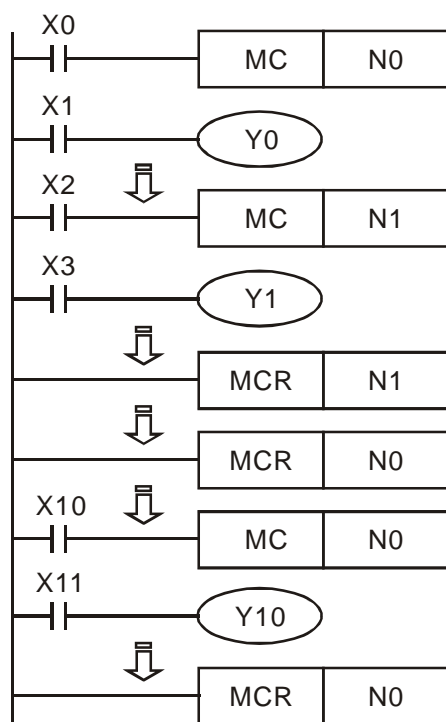 X0
MC N0
X1
Y0
X2
MC N1
X3
Y1
MCR N1
MCR N0
X10
MC N0
X11
Y10
MCR N0